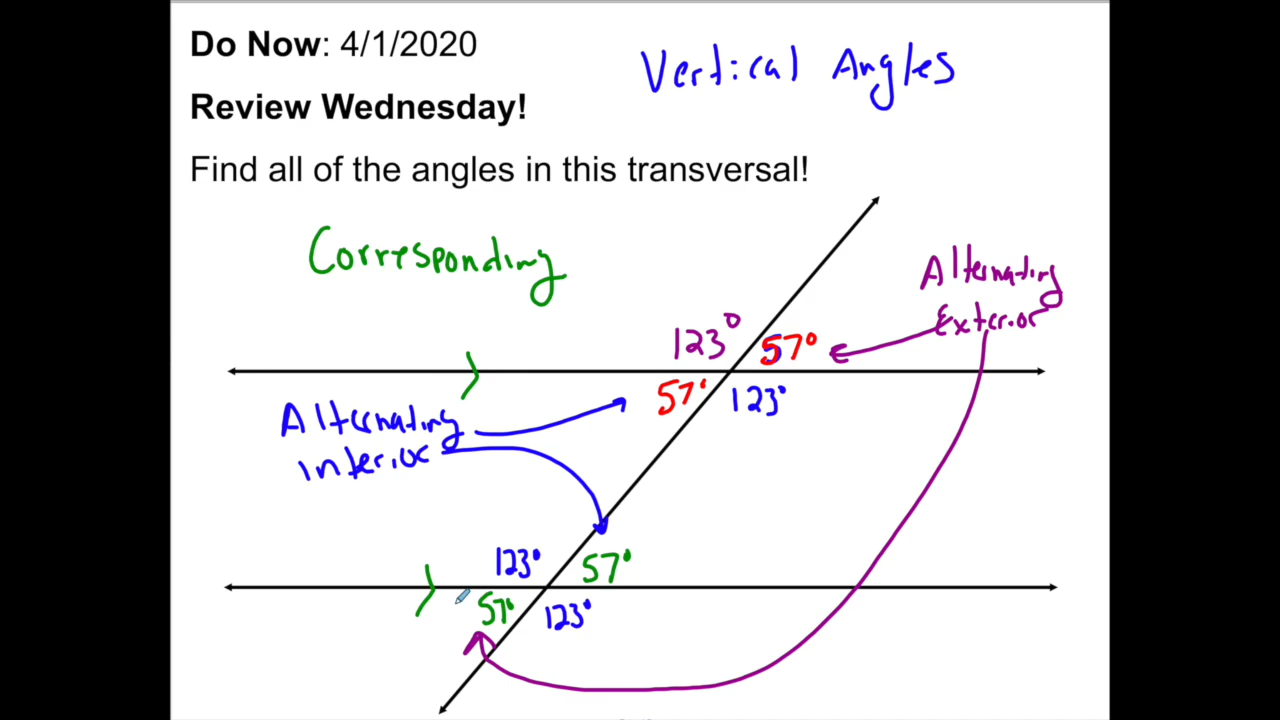 Do Now: 4/1/2020
Vertical Angles
Review Wednesday!
Find all of the angles in this transversal!
Corresponding
Alternating
Exterior
123°
57°
57°
123°
Alternating
interior
123°
57°
57°
123°